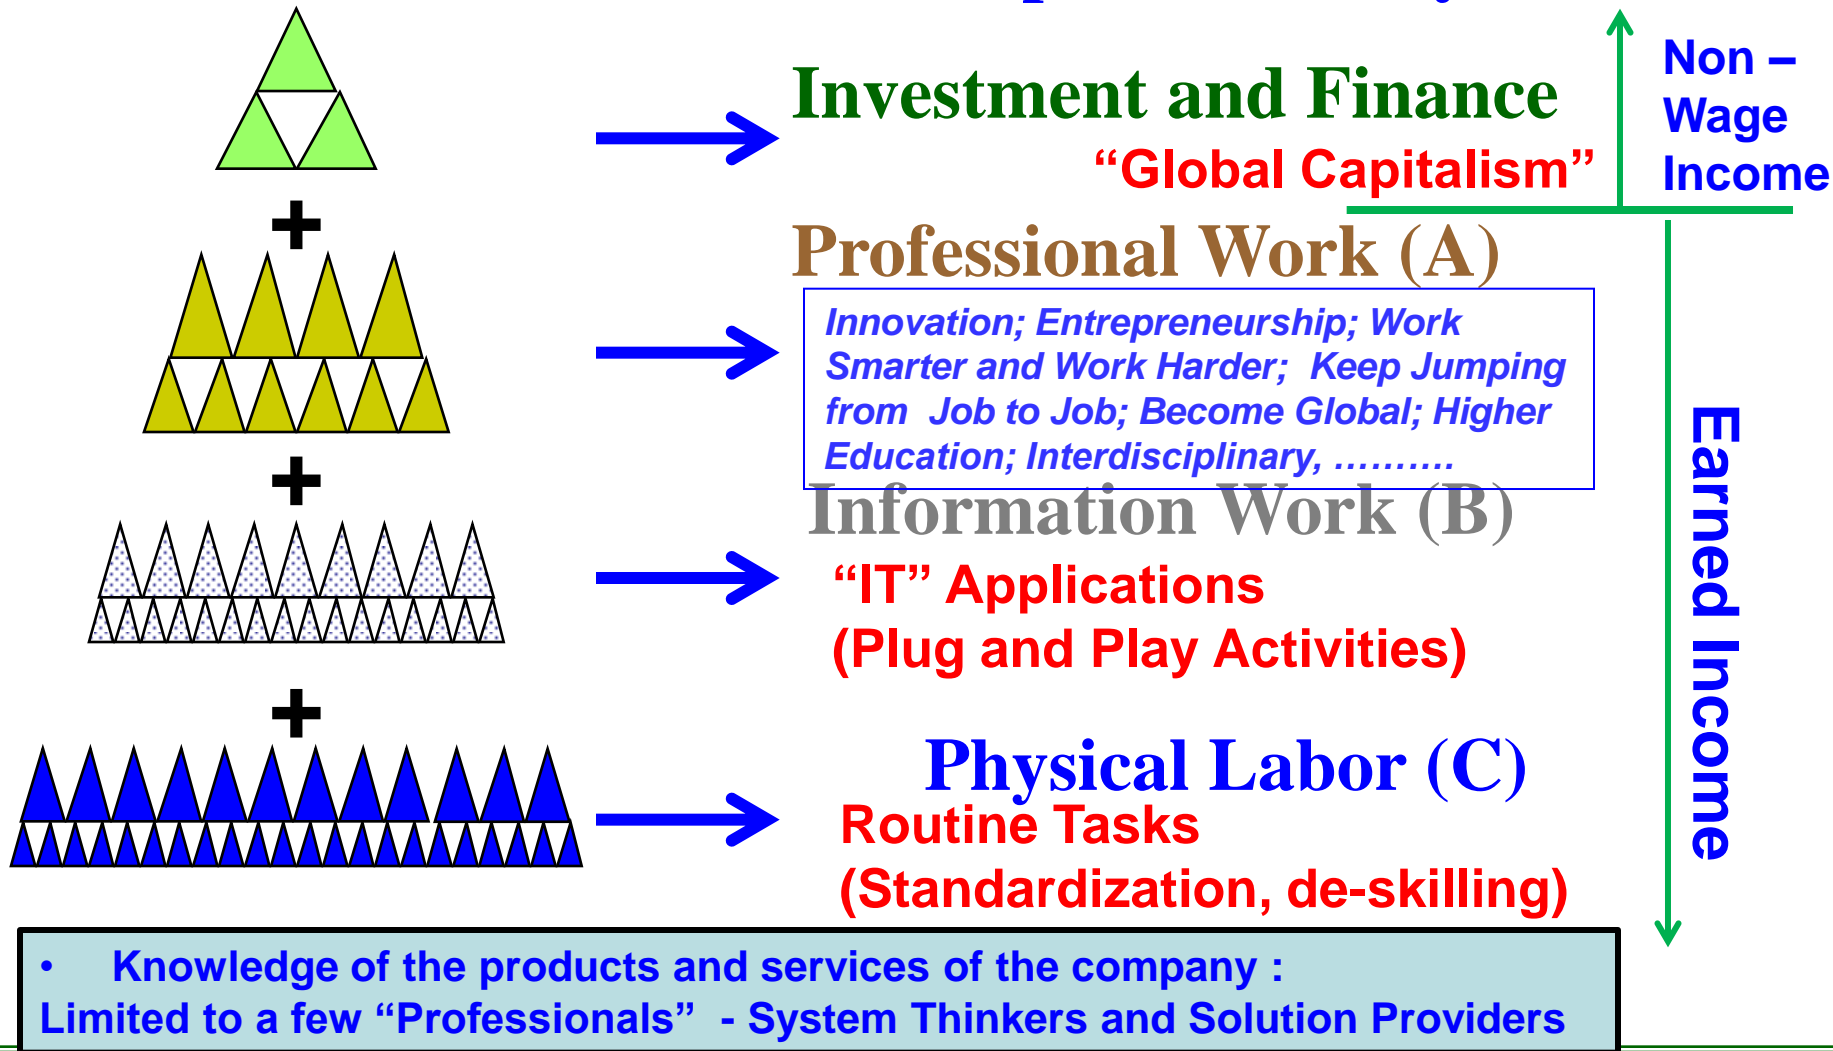 Investment and Finance
“Global Capitalism”
Non –
Wage
Income
Professional Work (A)
Innovation; Entrepreneurship; Work
Smarter and Work Harder;  Keep Jumping
from  Job to Job; Become Global; Higher
Education; Interdisciplinary, ……….
Information Work (B)
“IT” Applications
(Plug and Play Activities)
Earned Income
Physical Labor (C)
Routine Tasks
(Standardization, de-skilling)
• Knowledge of the products and services of the company :
Limited to a few “Professionals”  - System Thinkers and Solution Providers